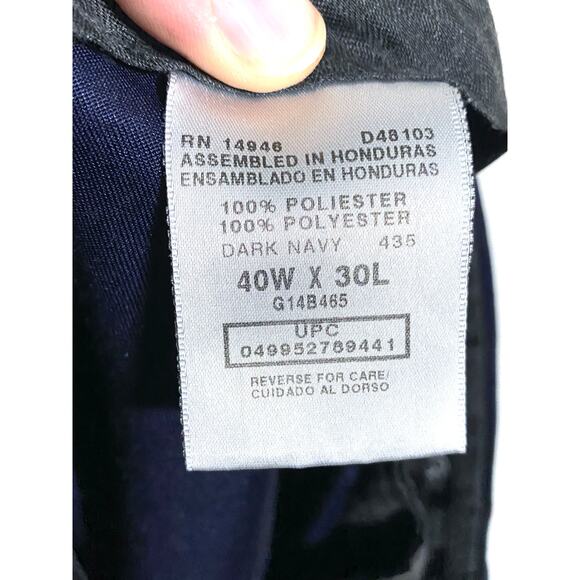 RN 14946 D48103
ASSEMBLED IN HONDURAS
ENSAMBLADO EN HONDURAS
100% POLIESTER
100% POLYESTER
DARK NAVY 435
40W X 30L
G14B465
UPC
049952789441
REVERSE FOR CARE/
CUIDADO AL DORSO